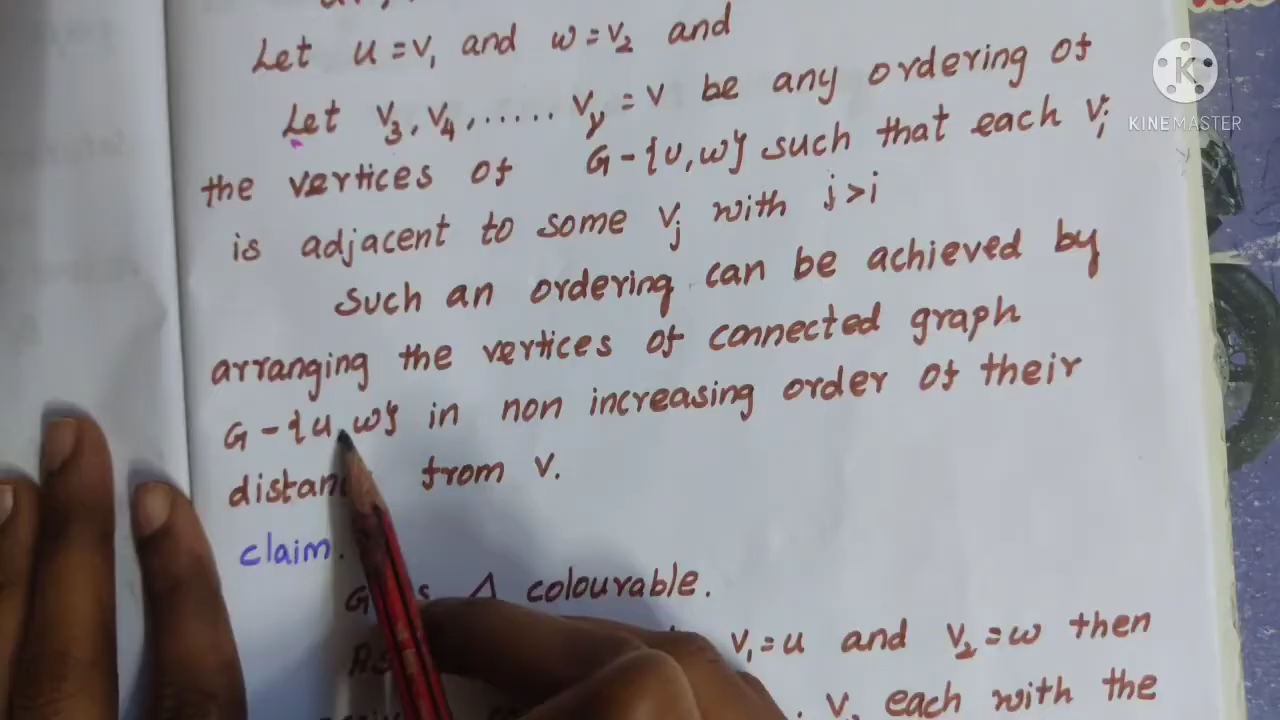 Let u = v₁ and w = v₂ and
Let v₃, v₄, ...... vᵧ = v be any ordering of
the vertices of G - {u, w} such that each vᵢ
is adjacent to some vⱼ with j > i
Such an ordering can be achieved by
arranging the vertices of connected graph
G - {u, w} in non increasing order of their
from v.
claim.
Δ colourable.
v₁ = u and v₂ = w then
each with the
KINEMASTER